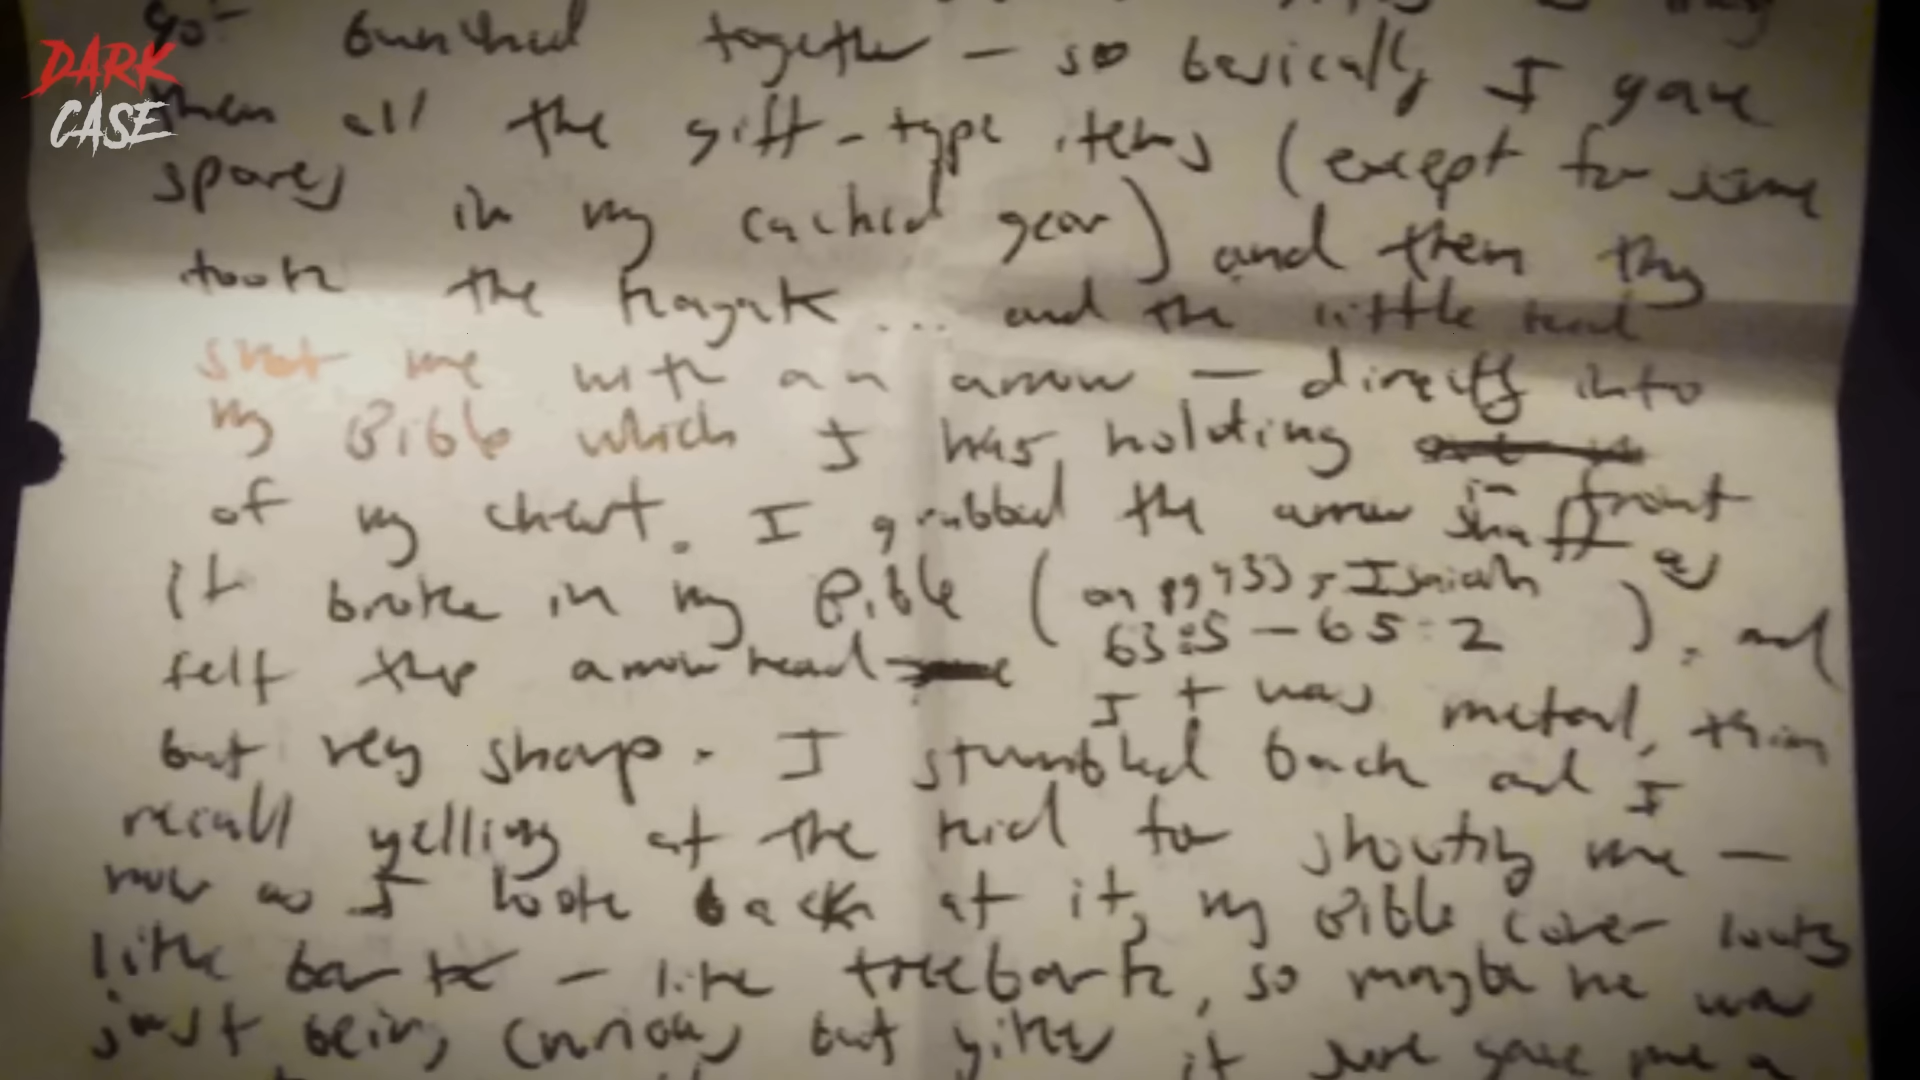 DARK
CASE
got bunched together – so basically I gave
them all the gift-type items (except for some
spares in my cached gear) and then they
took the kayak ... and the little kid
shot me with an arrow – directly into
my Bible which I was holding
in front
of my chest. I grabbed the arrow shaft as
it broke in my Bible (on pg 933, Isaiah
63:5 – 65:2), and
felt the arrowhead
It was metal, thin
but very sharp. I stumbled back and I
recall yelling at the kid for shooting me –
now as I look back at it, my Bible cover looks
like bark – like treebark, so maybe he was
just being curious but yikes it sure gave me a